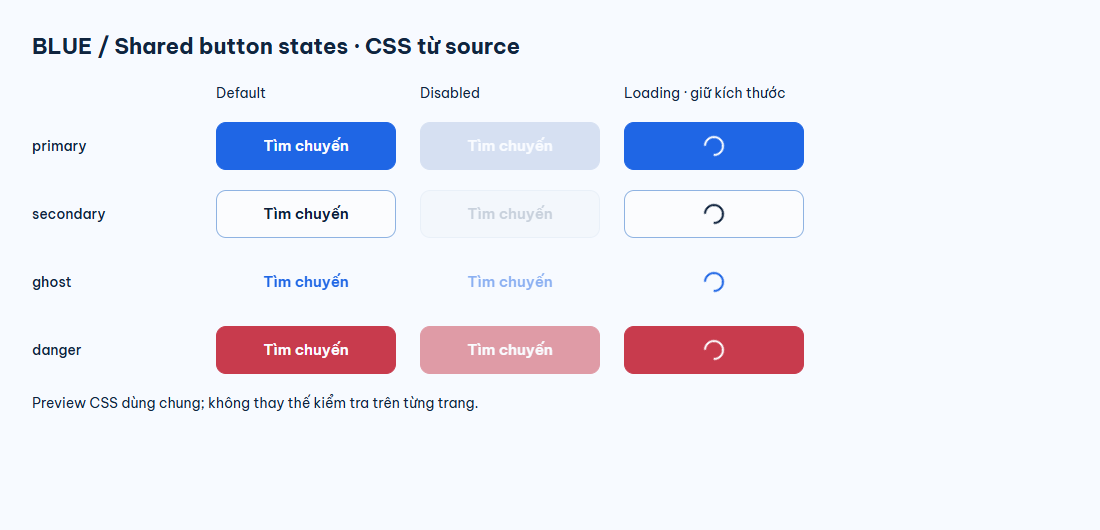 BLUE / Shared button states · CSS từ source
Default Disabled Loading · giữ kích thước
primary Tìm chuyến Tìm chuyến
secondary Tìm chuyến Tìm chuyến
ghost Tìm chuyến Tìm chuyến
danger Tìm chuyến Tìm chuyến
Preview CSS dùng chung; không thay thế kiểm tra trên từng trang.